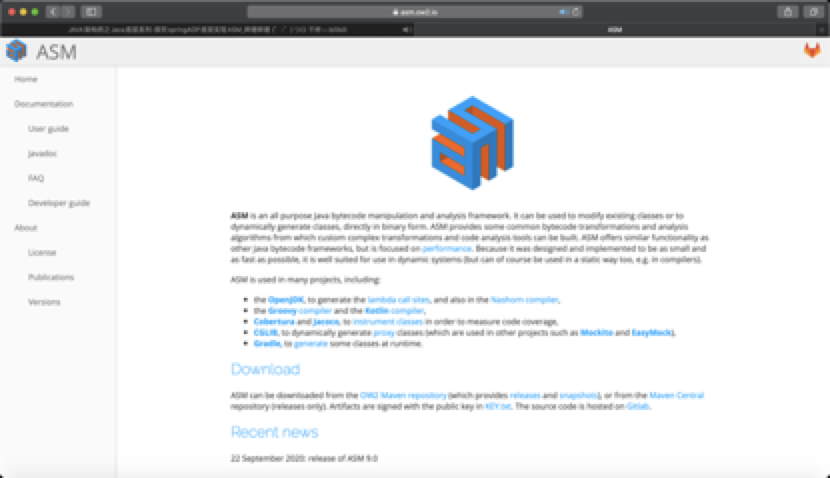 asm.ow2.io
ASM
ASM
Home
Documentation
User guide
Javadoc
FAQ
Developer guide
About
License
Publications
Versions
ASM is an all purpose Java bytecode manipulation and analysis framework. It can be used to modify existing classes or to
dynamically generate classes, directly in binary form. ASM provides some common bytecode transformations and analysis
algorithms from which custom complex transformations and code analysis tools can be built. ASM offers similar functionality as
other Java bytecode frameworks, but is focused on performance. Because it was designed and implemented to be as small and
as fast as possible, it is well suited for use in dynamic systems (but can of course be used in a static way too, e.g. in compilers).
ASM is used in many projects, including:
the OpenJDK, to generate the lambda call sites, and also in the Nashorn compiler,
the Groovy compiler and the Kotlin compiler,
Cobertura and Jacoco, to instrument classes in order to measure code coverage,
CGLIB, to dynamically generate proxy classes (which are used in other projects such as Mockito and EasyMock),
Gradle, to generate some classes at runtime.
Download
ASM can be downloaded from the OW2 Maven repository (which provides releases and snapshots), or from the Maven Central
repository (releases only). Artifacts are signed with the public key in KEY.txt. The source code is hosted on Gitlab.
Recent news
22 September 2020: release of ASM 9.0